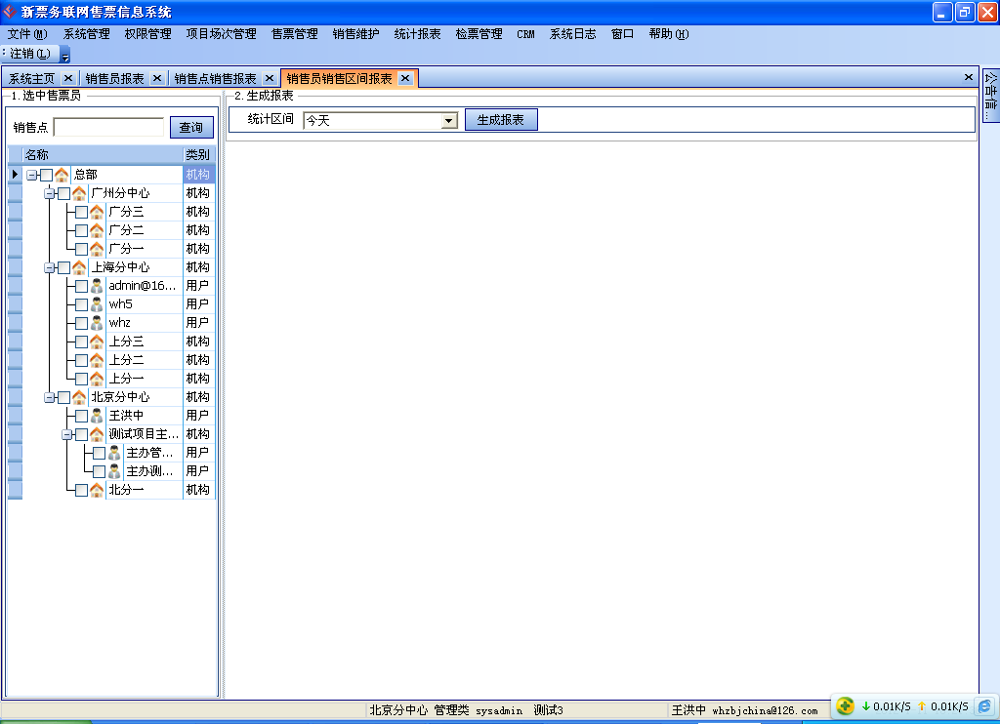 新票务联网售票信息系统
文件(M) 系统管理 权限管理 项目场次管理 售票管理 销售维护 统计报表 检票管理 CRM 系统日志 窗口 帮助(H)
注销(L)
系统主页 销售员报表 销售点销售报表 销售员销售区间报表
公告信...
1.选中售票员
2.生成报表
销售点 查询
统计区间 今天 生成报表
名称 类别
总部 机构
广州分中心 机构
广分三 机构
广分二 机构
广分一 机构
上海分中心 机构
admin@16... 用户
wh5 用户
whz 用户
上分三 机构
上分二 机构
上分一 机构
北京分中心 机构
王洪中 用户
测试项目主... 机构
主办管... 用户
主办测... 用户
北分一 机构
北京分中心 管理类 sysadmin 测试3 王洪中 whzbjchina@126.com
0.01K/S 0.01K/S